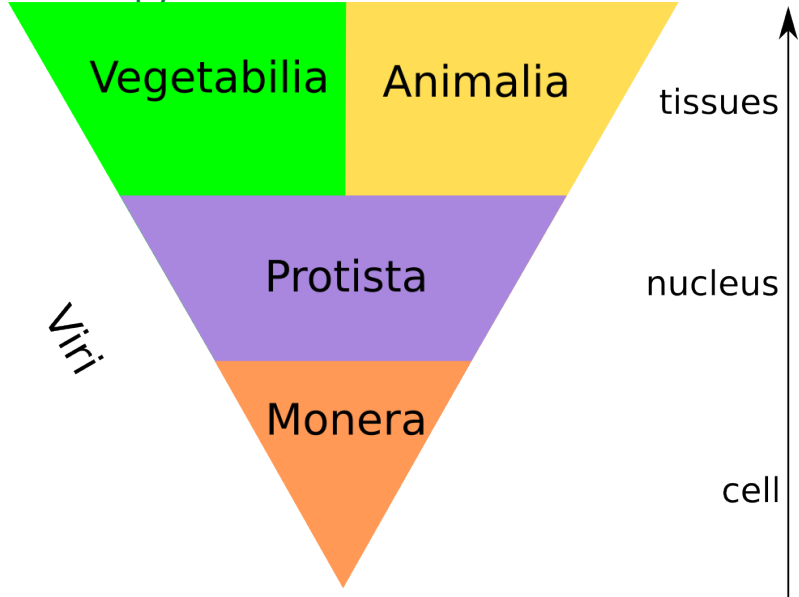 Vegetabilia
Animalia
tissues
Protista
nucleus
Viri
Monera
cell